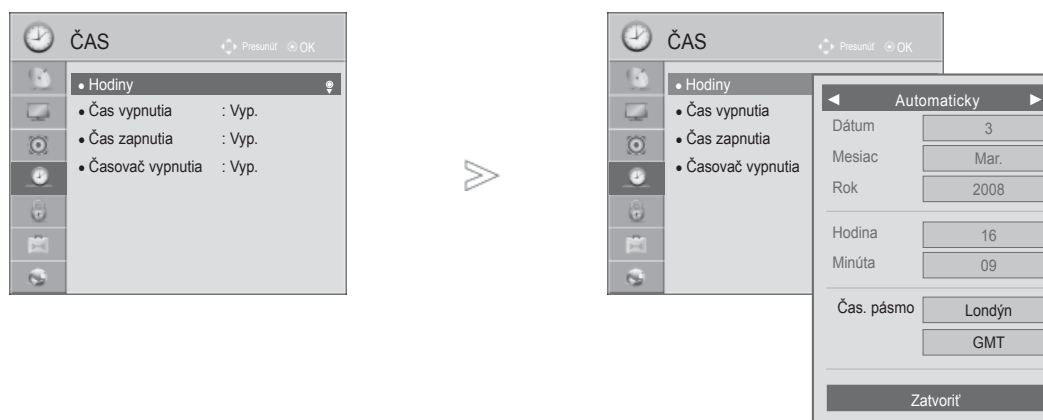 ČAS
Presunúť OK
• Hodiny
• Čas vypnutia : Vyp.
• Čas zapnutia : Vyp.
• Časovač vypnutia : Vyp.
ČAS
Presunúť OK
• Hodiny
• Čas vypnutia
• Čas zapnutia
• Časovač vypnutia
◄ Automaticky ►
Dátum 3
Mesiac Mar.
Rok 2008
Hodina 16
Minúta 09
Čas. pásmo Londýn
GMT
Zatvoriť